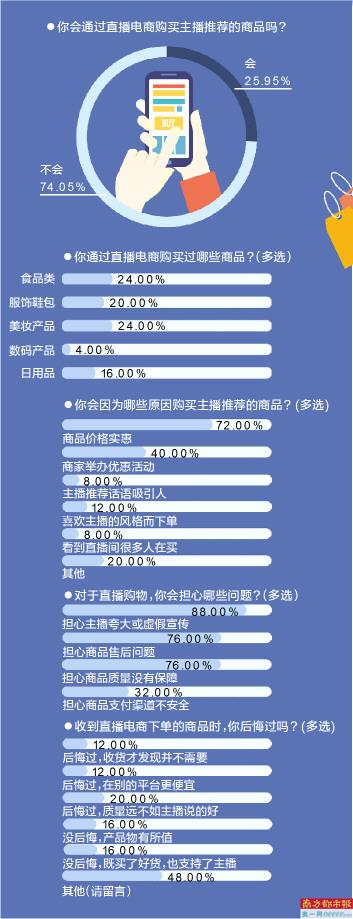 ●你会通过直播电商购买主播推荐的商品吗?
会
25.95%
BUY
不会
74.05%
●你通过直播电商购买过哪些商品?(多选)
食品类 24.00%
服饰鞋包 20.00%
美妆产品 24.00%
数码产品 4.00%
日用品 16.00%
●你会因为哪些原因购买主播推荐的商品?(多选)
72.00%
商品价格实惠
40.00%
商家举办优惠活动
8.00%
主播推荐话语吸引人
12.00%
喜欢主播的风格而下单
8.00%
看到直播间很多人在买
20.00%
其他
●对于直播购物,你会担心哪些问题?(多选)
88.00%
担心主播夸大或虚假宣传
76.00%
担心商品售后问题
76.00%
担心商品质量没有保障
32.00%
担心商品支付渠道不安全
●收到直播电商下单的商品时,你后悔过吗?(多选)
12.00%
后悔过,收货才发现并不需要
12.00%
后悔过,在别的平台更便宜
20.00%
后悔过,质量远不如主播说的好
16.00%
没后悔,产品物有所值
16.00%
没后悔,既买了好货,也支持了主播
48.00%
其他(请留言)
南方都市报
奥一网 oeeee.com